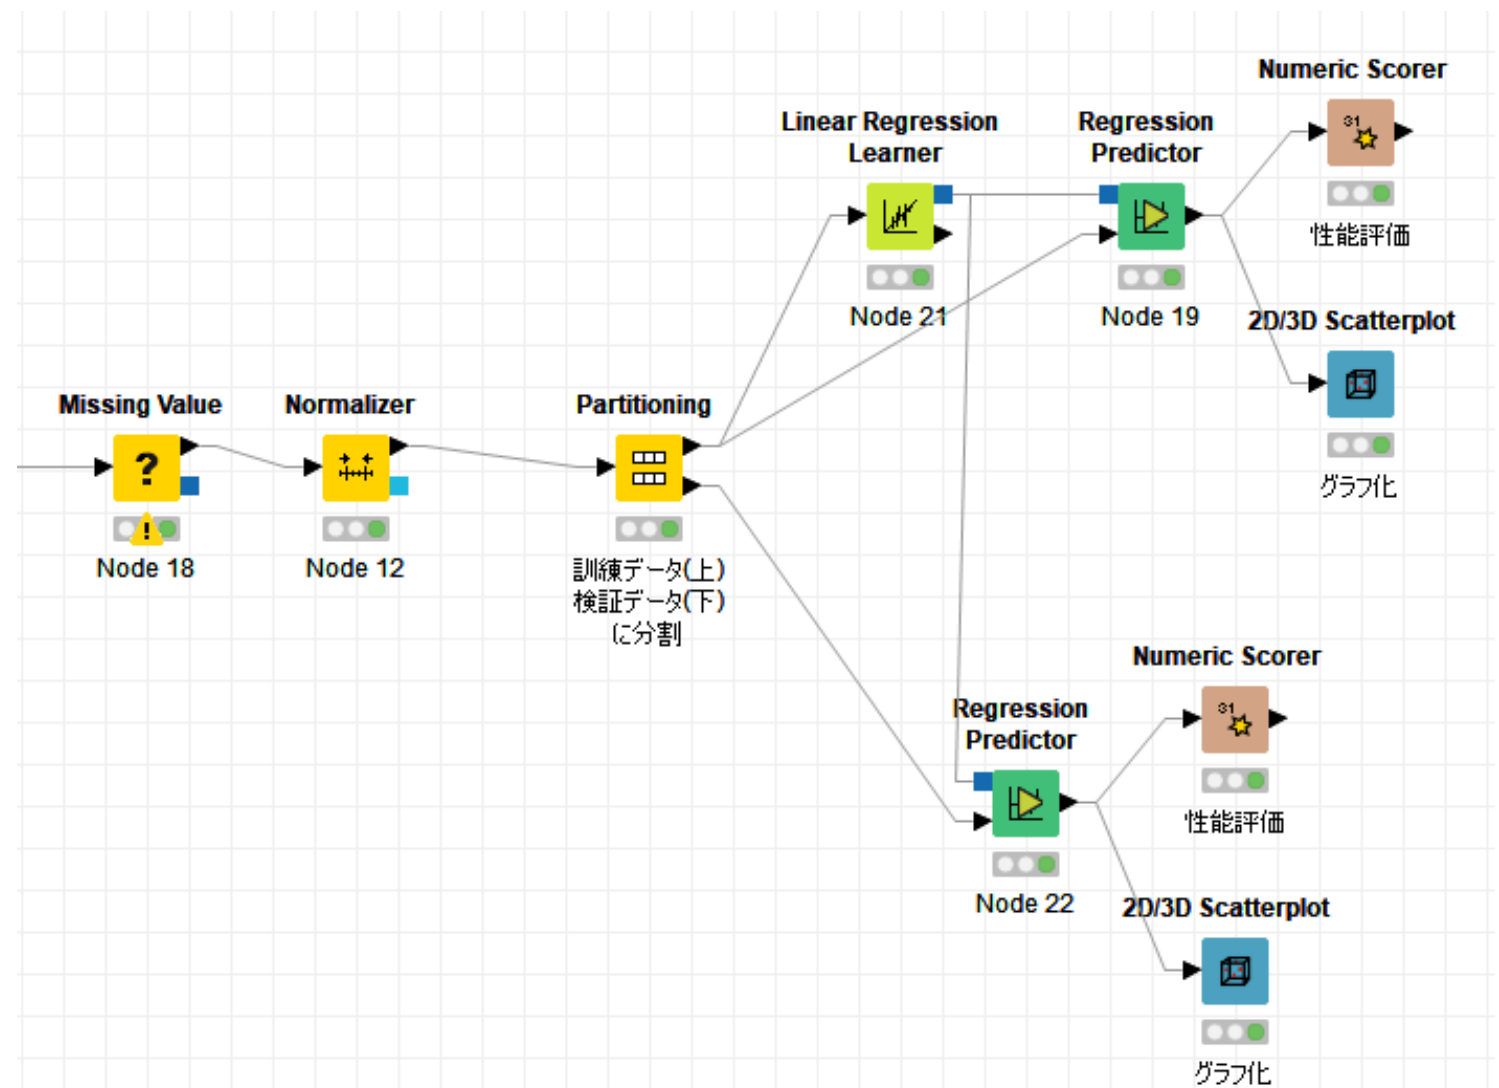 Numeric Scorer
31
性能評価
Linear Regression
Learner
Node 21
Regression
Predictor
Node 19
2D/3D Scatterplot
グラフ化
Missing Value
?
!
Node 18
Normalizer
Node 12
Partitioning
訓練データ(上)
検証データ(下)
に分割
Numeric Scorer
31
性能評価
Regression
Predictor
Node 22
2D/3D Scatterplot
グラフ化